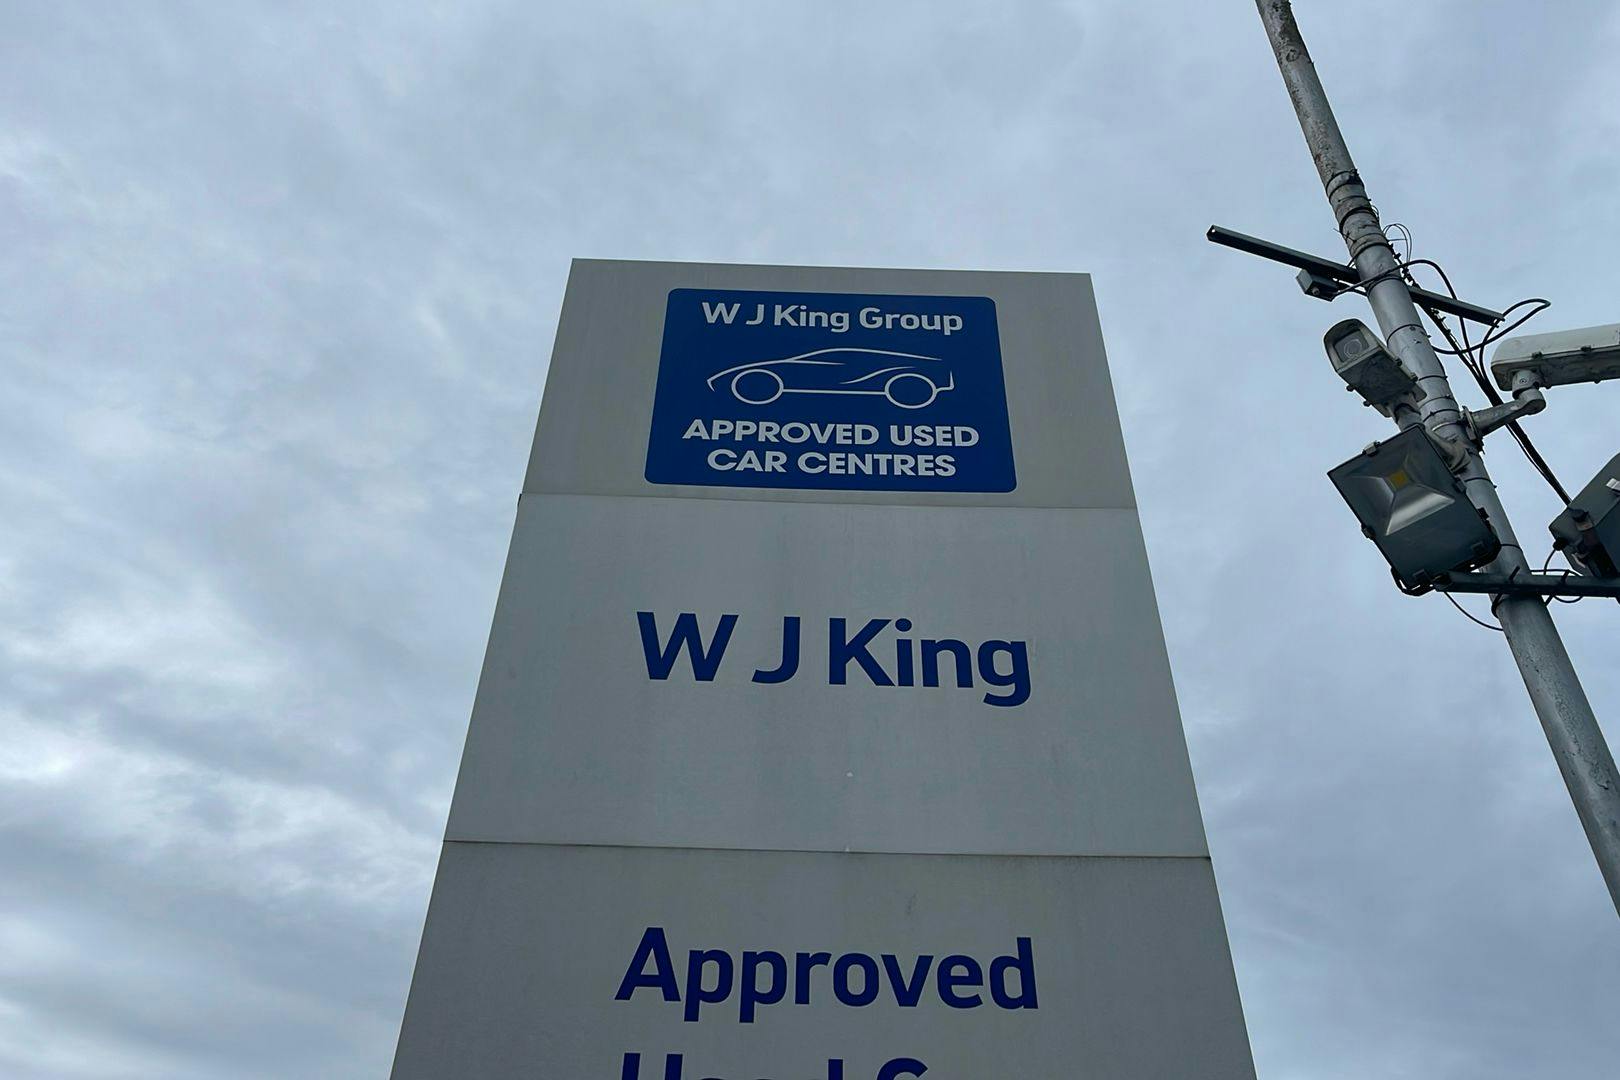 W J King Group
APPROVED USED
CAR CENTRES
W J King
Approved